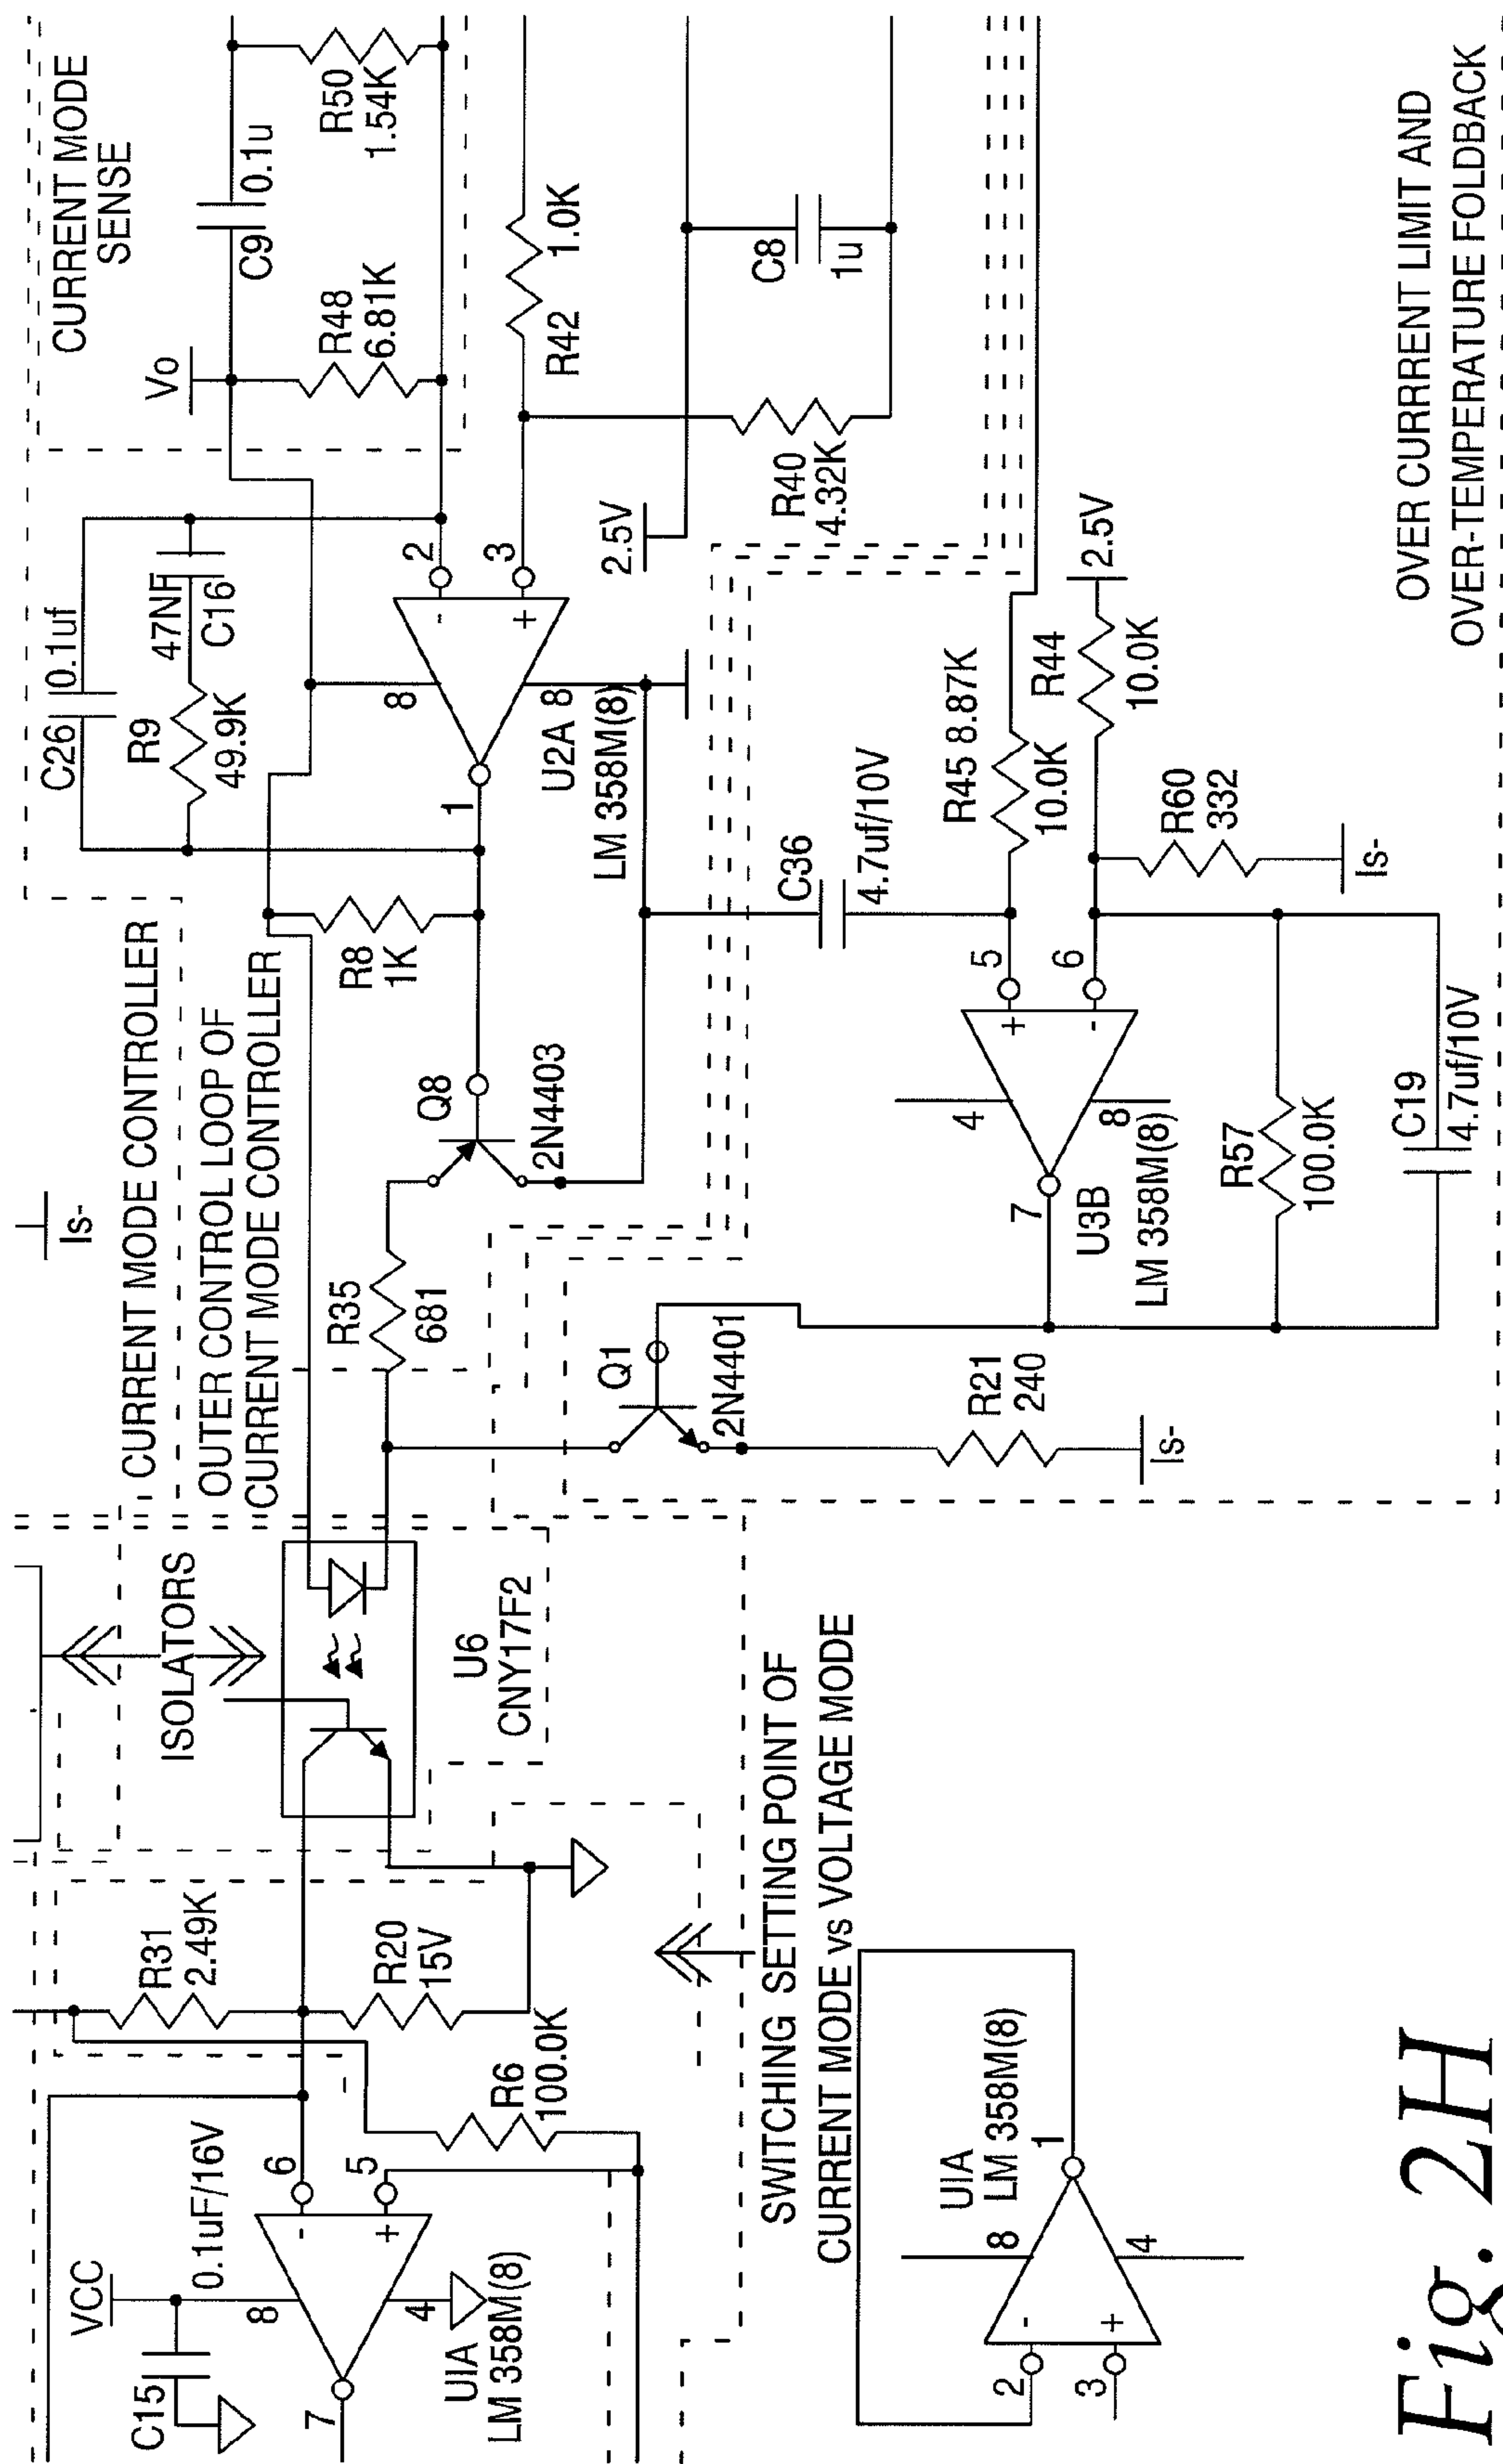 CURRENT MODE
SENSE
Vo
C9
0.1u
R48
6.81K
R50
1.54K
R42
1.0K
C8
1u
R40
4.32K
2.5V
C26
0.1uf
47NF
C16
R9
49.9K
2
3
-
+
8
1
U2A
8
LM 358M(8)
R8
1K
Is-
CURRENT MODE CONTROLLER
OUTER CONTROL LOOP OF
CURRENT MODE CONTROLLER
Q8
2N4403
R35
681
C36
4.7uf/10V
R45 8.87K
10.0K
R44
10.0K
2.5V
R60
332
Is-
5
6
+
-
4
8
7
U3B
LM 358M(8)
R57
100.0K
C19
4.7uf/10V
Q1
2N4401
R21
240
Is-
OVER CURRRENT LIMIT AND
OVER-TEMPERATURE FOLDBACK
ISOLATORS
U6
CNY17F2
R31
2.49K
R20
15V
R6
100.0K
SWITCHING SETTING POINT OF
CURRENT MODE vs VOLTAGE MODE
VCC
C15
0.1uF/16V
6
5
-
+
8
4
7
UIA
LM 358M(8)
UIA
LM 358M(8)
8
1
4
2
3
-
+
Fig. 2H